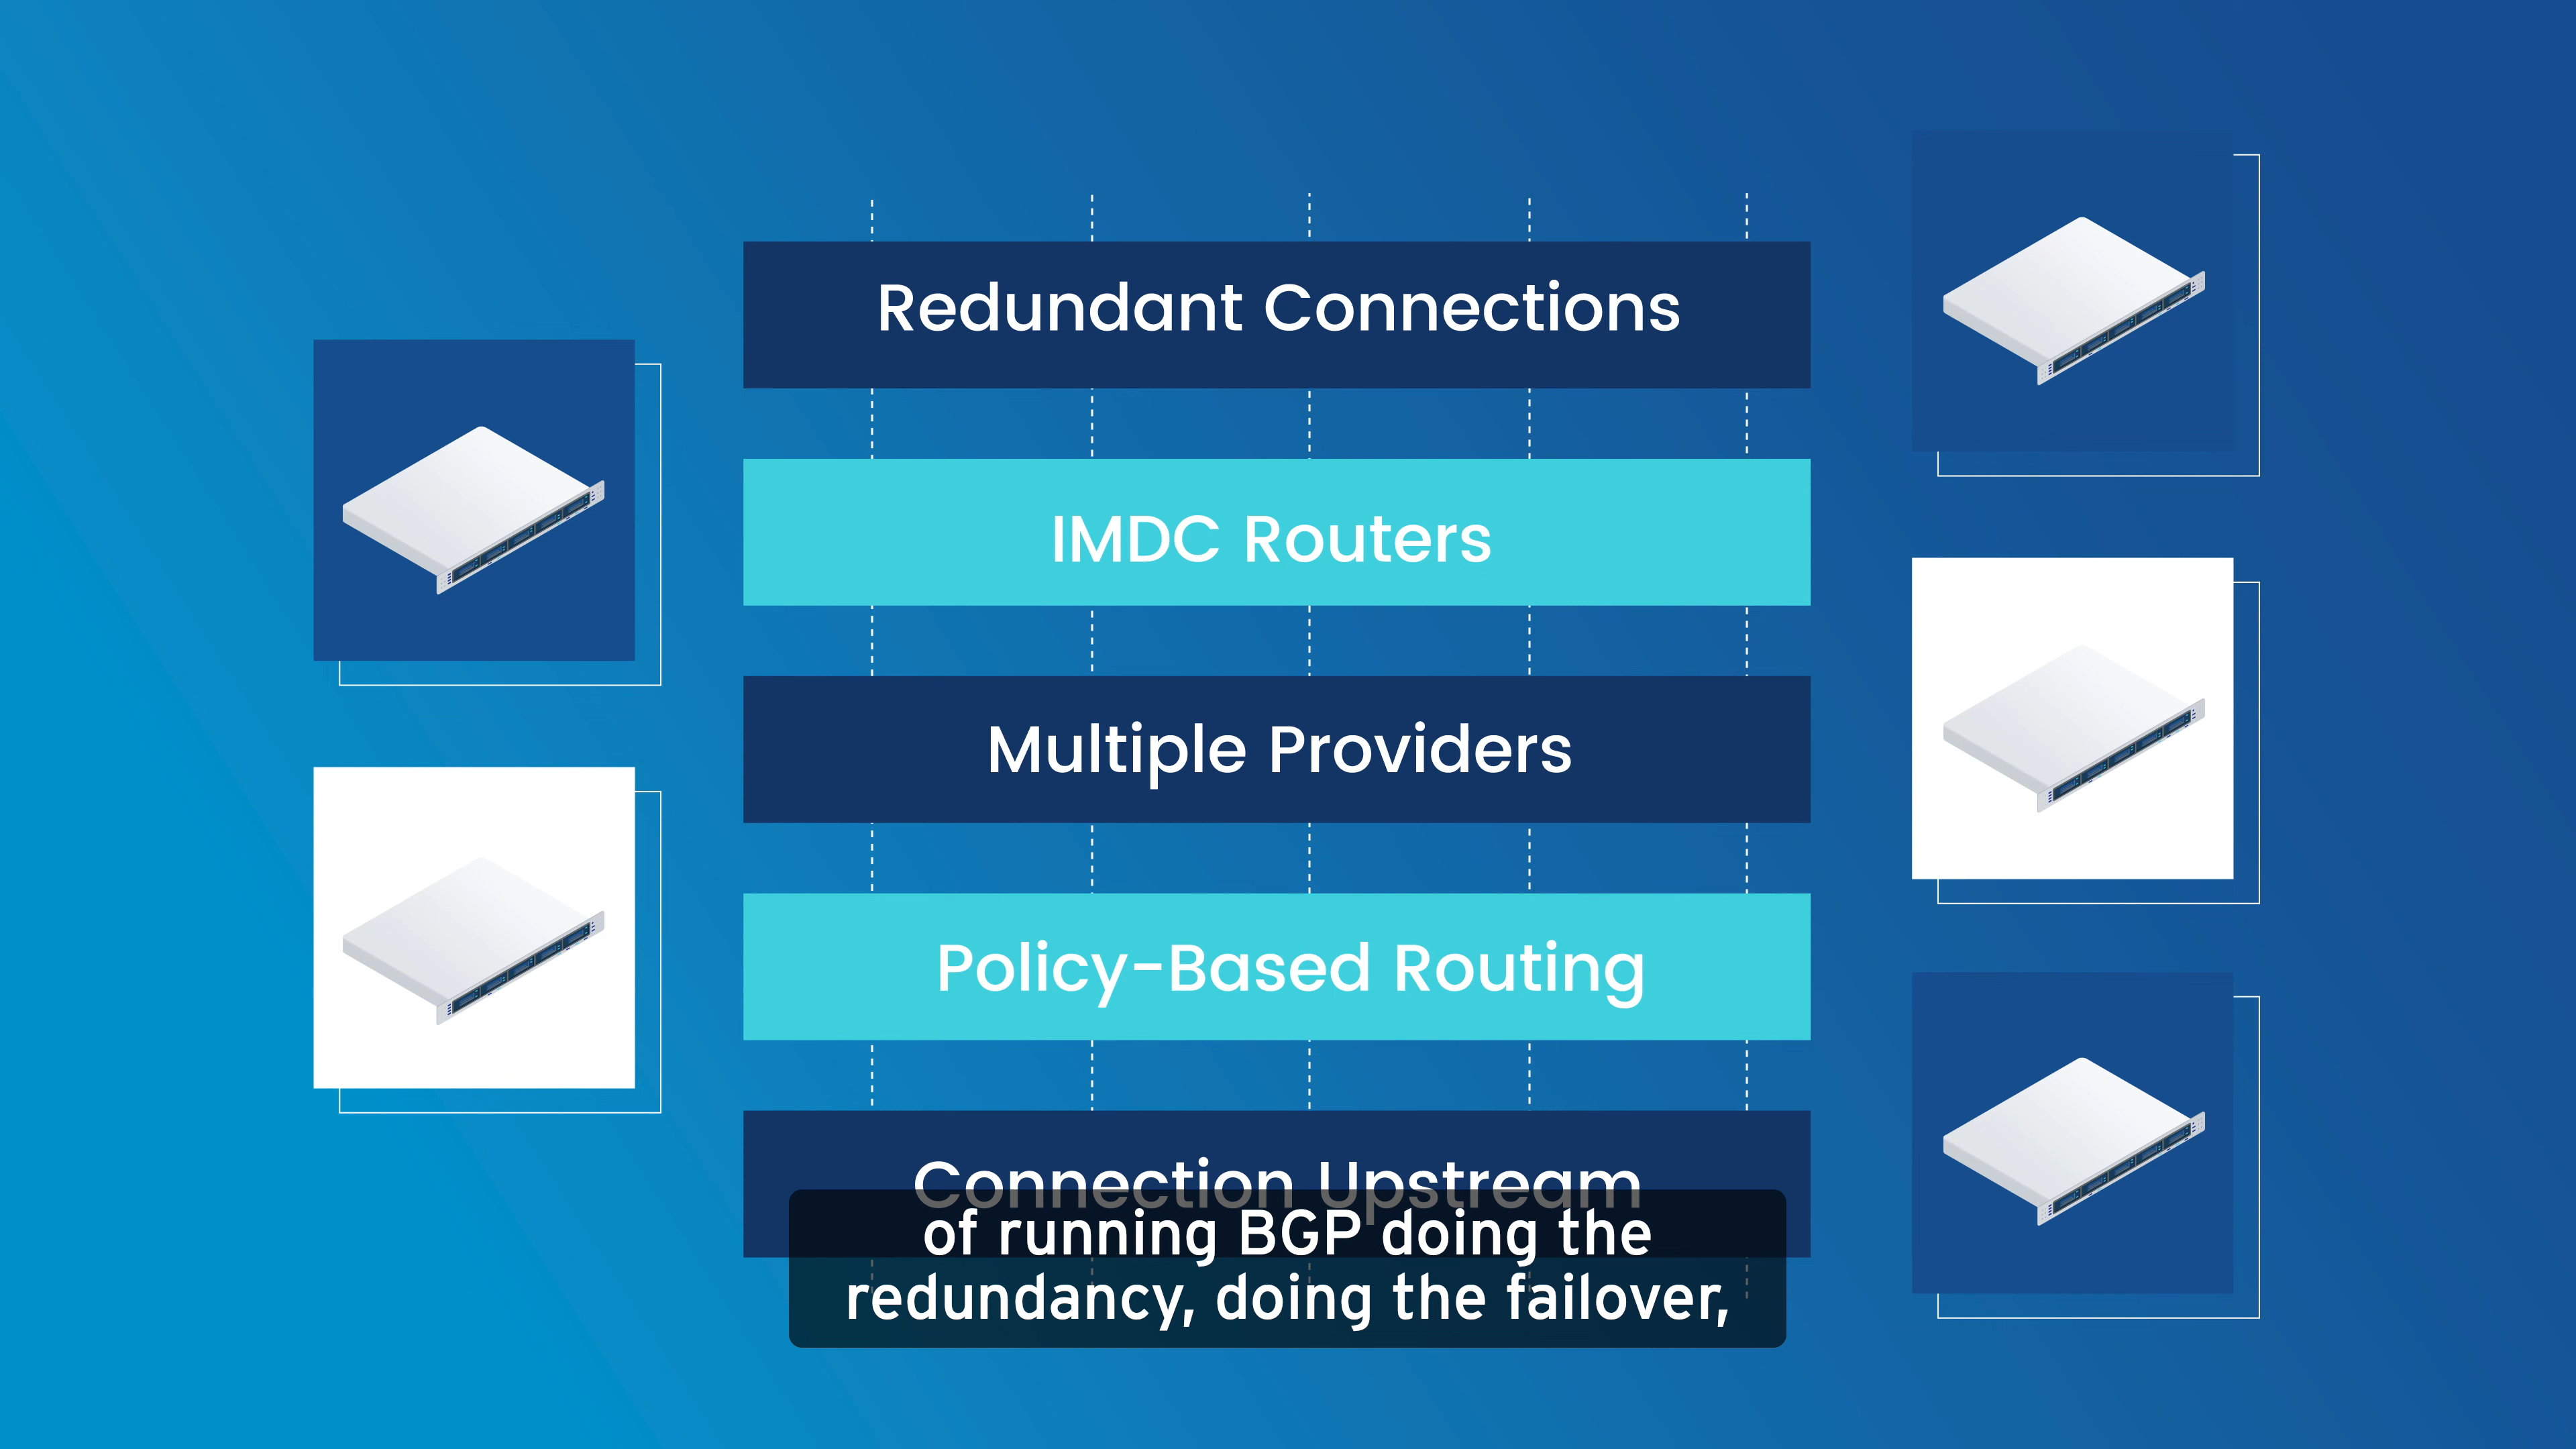 Redundant Connections
IMDC Routers
Multiple Providers
Policy-Based Routing
Connection Upstream
of running BGP doing the
redundancy, doing the failover,